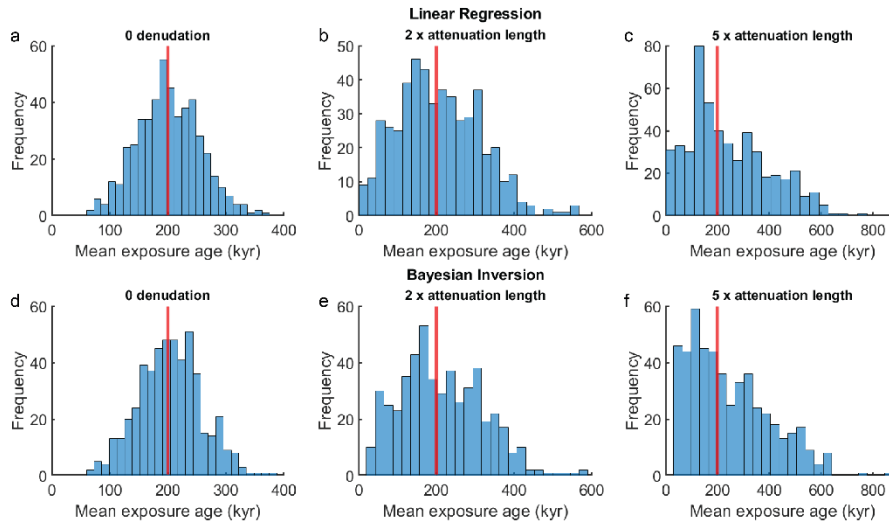 Linear Regression
a
0 denudation
60
40
20
0
Frequency
0 100 200 300 400
Mean exposure age (kyr)
b
2 x attenuation length
50
40
30
20
10
0
Frequency
0 200 400 600
Mean exposure age (kyr)
c
5 x attenuation length
80
60
40
20
0
Frequency
0 200 400 600 800
Mean exposure age (kyr)
Bayesian Inversion
d
0 denudation
60
40
20
0
Frequency
0 100 200 300 400
Mean exposure age (kyr)
e
2 x attenuation length
60
40
20
0
Frequency
0 200 400 600
Mean exposure age (kyr)
f
5 x attenuation length
60
40
20
0
Frequency
0 200 400 600 800
Mean exposure age (kyr)